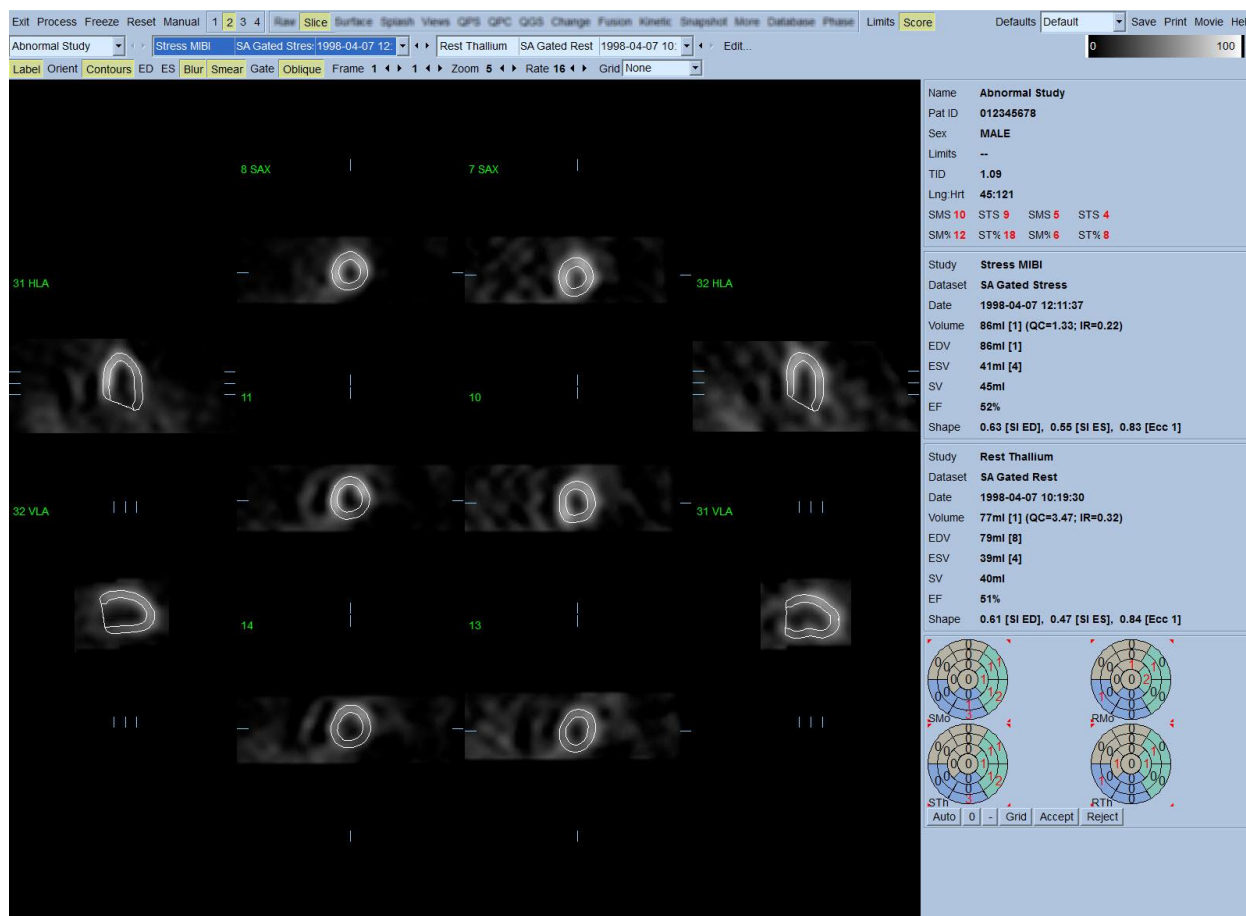 Exit Process Freeze Reset Manual 1 2 3 4 Raw Slice Surface Splash Views QPS QPC QGS Change Fusion Kinetic Snapshot More Database Phase Limits Score Defaults Default Save Print Movie Hel
Abnormal Study Stress MIBI SA Gated Stres: 1998-04-07 12: Rest Thallium SA Gated Rest 1998-04-07 10: Edit... 0 100
Label Orient Contours ED ES Blur Smear Gate Oblique Frame 1 1 Zoom 5 Rate 16 Grid None
Name Abnormal Study
Pat ID 012345678
Sex MALE
Limits --
TID 1.09
Lng:Hrt 45:121
SMS 10 STS 9 SMS 5 STS 4
SM% 12 ST% 18 SM% 6 ST% 8
8 SAX 7 SAX
31 HLA 32 HLA
11 10
32 VLA 31 VLA
14 13
Study Stress MIBI
Dataset SA Gated Stress
Date 1998-04-07 12:11:37
Volume 86ml [1] (QC=1.33; IR=0.22)
EDV 86ml [1]
ESV 41ml [4]
SV 45ml
EF 52%
Shape 0.63 [SI ED], 0.55 [SI ES], 0.83 [Ecc 1]
Study Rest Thallium
Dataset SA Gated Rest
Date 1998-04-07 10:19:30
Volume 77ml [1] (QC=3.47; IR=0.32)
EDV 79ml [8]
ESV 39ml [4]
SV 40ml
EF 51%
Shape 0.61 [SI ED], 0.47 [SI ES], 0.84 [Ecc 1]
SMo RMo
STh RTh
Auto 0 - Grid Accept Reject